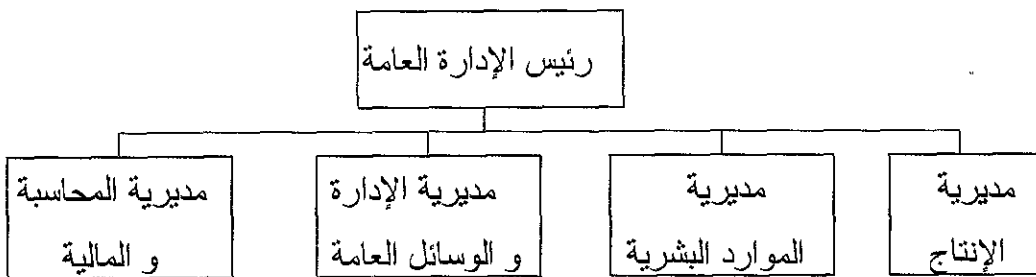 رئيس الإدارة العامة
مديرية
الإنتاج
مديرية
الموارد البشرية
مديرية الإدارة
و الوسائل العامة
مديرية المحاسبة
و المالية